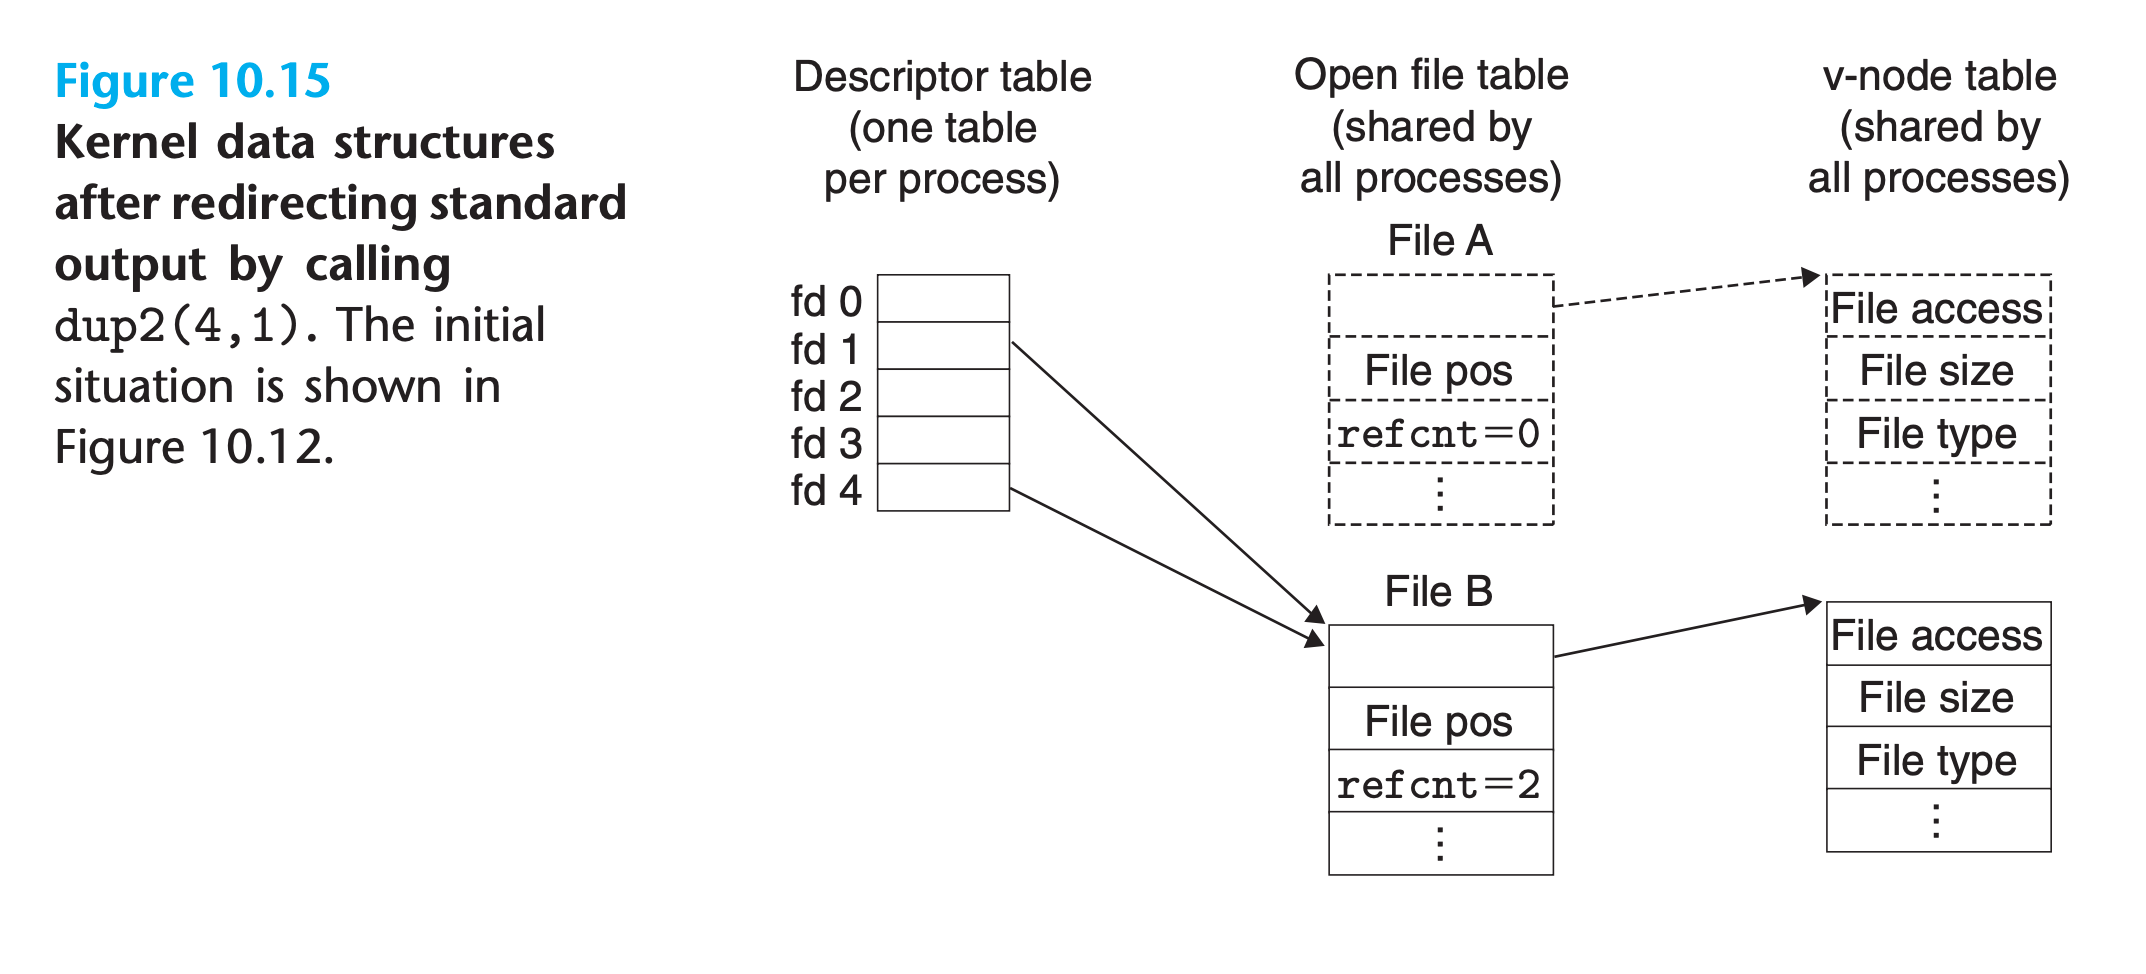 Figure 10.15
Kernel data structures
after redirecting standard
output by calling
dup2(4,1). The initial
situation is shown in
Figure 10.12.
Descriptor table
(one table
per process)
Open file table
(shared by
all processes)
v-node table
(shared by
all processes)
fd 0
fd 1
fd 2
fd 3
fd 4
File A
File pos
refcnt=0
⋮
File access
File size
File type
⋮
File B
File pos
refcnt=2
⋮
File access
File size
File type
⋮